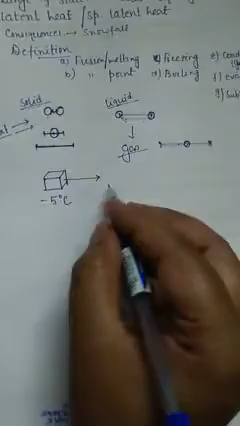 latent heat / sp. latent heat
Consequences → Snowfall
Definition
a) Fusion/melting c) Freezing e) Cond
b) " point d) Boiling f) eva
g) Sub
Solid liquid
gas
-5°C